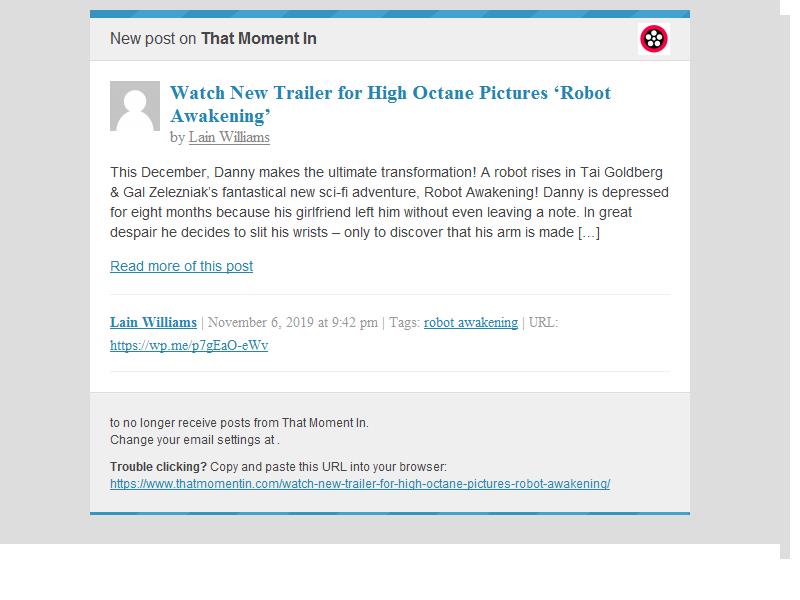 New post on That Moment In
Watch New Trailer for High Octane Pictures ‘Robot
Awakening’
by Lain Williams
This December, Danny makes the ultimate transformation! A robot rises in Tai Goldberg
& Gal Zelezniak’s fantastical new sci-fi adventure, Robot Awakening! Danny is depressed
for eight months because his girlfriend left him without even leaving a note. In great
despair he decides to slit his wrists – only to discover that his arm is made […]
Read more of this post
Lain Williams | November 6, 2019 at 9:42 pm | Tags: robot awakening | URL:
https://wp.me/p7gEaO-eWv
to no longer receive posts from That Moment In.
Change your email settings at .
Trouble clicking? Copy and paste this URL into your browser:
https://www.thatmomentin.com/watch-new-trailer-for-high-octane-pictures-robot-awakening/